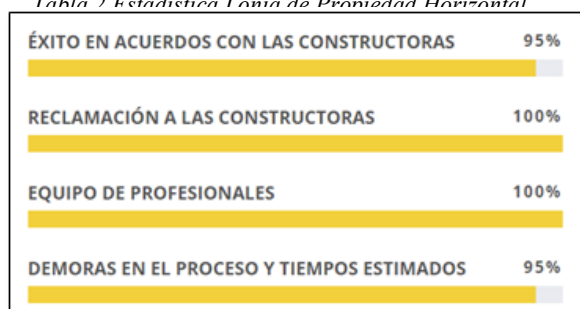 Tabla 2 Estadística Lonja de Propiedad Horizontal
ÉXITO EN ACUERDOS CON LAS CONSTRUCTORAS 95%
RECLAMACIÓN A LAS CONSTRUCTORAS 100%
EQUIPO DE PROFESIONALES 100%
DEMORAS EN EL PROCESO Y TIEMPOS ESTIMADOS 95%